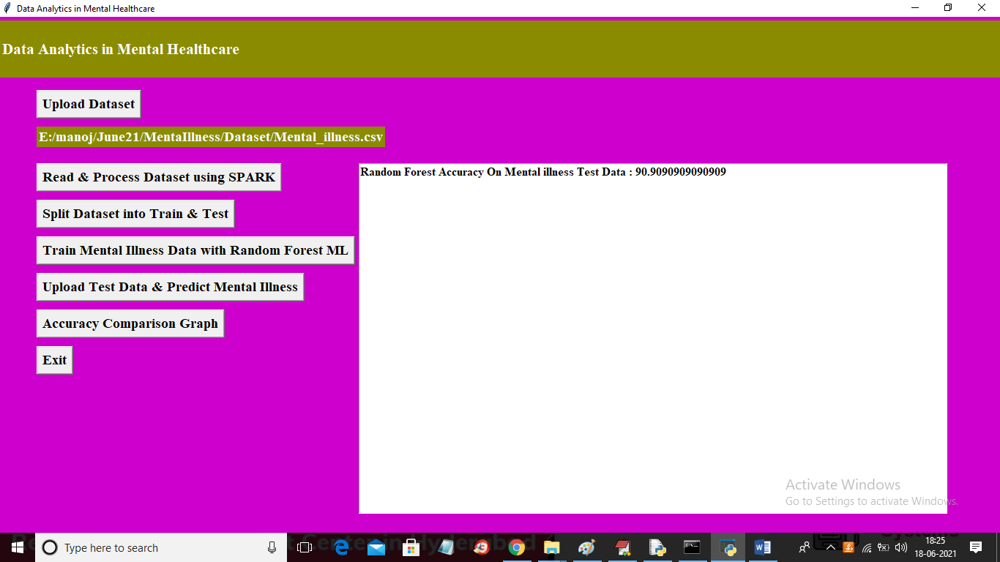 Data Analytics in Mental Healthcare
Data Analytics in Mental Healthcare
Upload Dataset
E:/manoj/June21/MentaIllness/Dataset/Mental_illness.csv
Read & Process Dataset using SPARK
Random Forest Accuracy On Mental illness Test Data : 90.9090909090909
Split Dataset into Train & Test
Train Mental Illness Data with Random Forest ML
Upload Test Data & Predict Mental Illness
Accuracy Comparison Graph
Exit
Activate Windows
Go to Settings to activate Windows.
Type here to search
18:25
18-06-2021